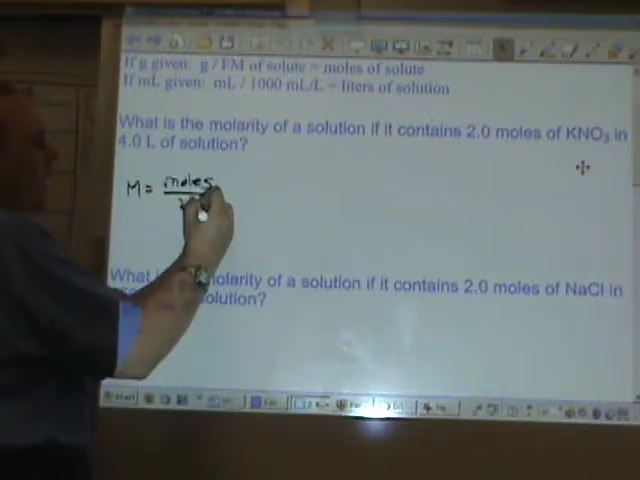 If g given: g / FM of solute = moles of solute
If mL given: mL / 1000 mL/L = liters of solution
What is the molarity of a solution if it contains 2.0 moles of KNO₃ in
4.0 L of solution?
M = moles
What molarity of a solution if it contains 2.0 moles of NaCl in
solution?
Start